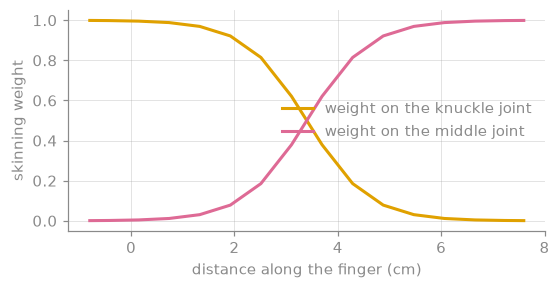 1.0
0.8
0.6
0.4
0.2
0.0
skinning weight
weight on the knuckle joint
weight on the middle joint
0 2 4 6 8
distance along the finger (cm)